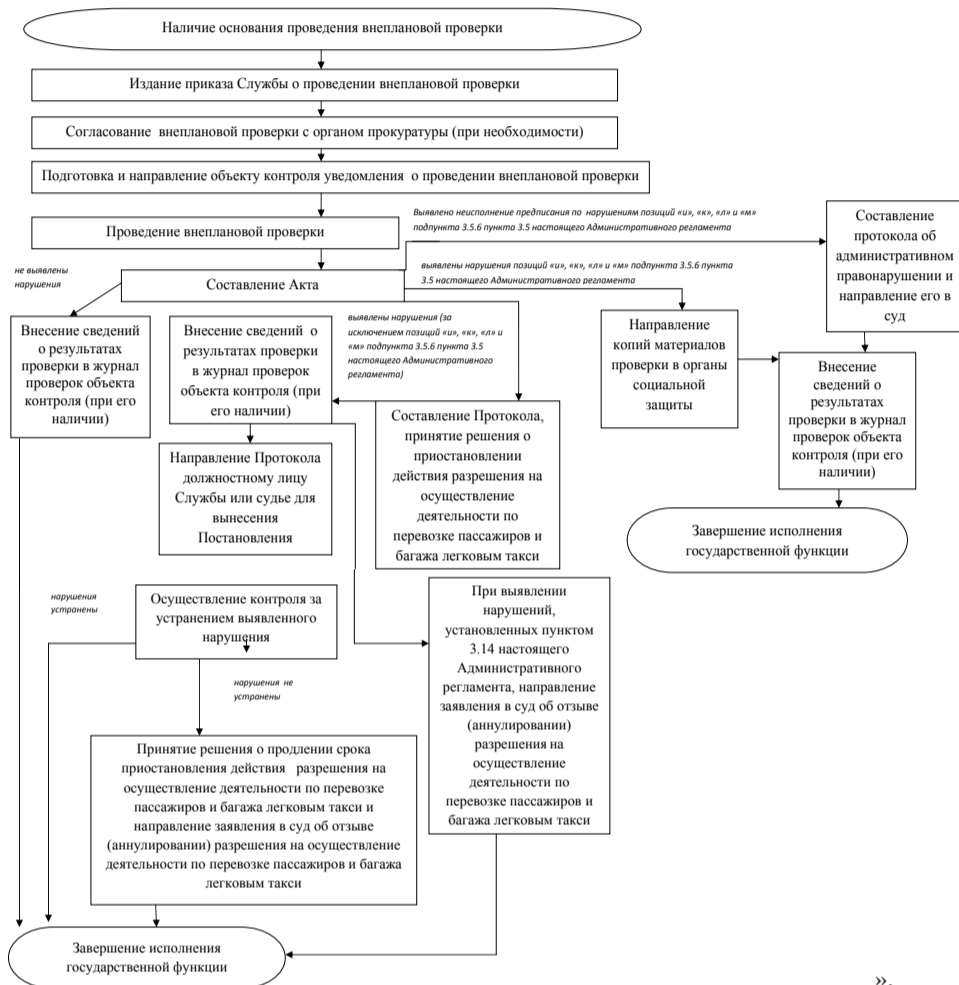 Наличие основания проведения внеплановой проверки
Издание приказа Службы о проведении внеплановой проверки
Согласование внеплановой проверки с органом прокуратуры (при необходимости)
Подготовка и направление объекту контроля уведомления о проведении внеплановой проверки
Проведение внеплановой проверки
Выявлено неисполнение предписания по нарушениям позиций «и», «к», «л» и «м»
подпункта 3.5.6 пункта 3.5 настоящего Административного регламента
Составление
протокола об
административном
правонарушении и
направление его в
суд
не выявлены
нарушения
Составление Акта
выявлены нарушения позиций «и», «к», «л» и «м» подпункта 3.5.6 пункта
3.5 настоящего Административного регламента
Внесение сведений
о результатах
проверки в журнал
проверок объекта
контроля (при его
наличии)
Внесение сведений о
результатах проверки
в журнал проверок
объекта контроля (при
его наличии)
выявлены нарушения (за
исключением позиций «и», «к», «л» и
«м» подпункта 3.5.6 пункта 3.5
настоящего Административного
регламента)
Направление
копий материалов
проверки в органы
социальной
защиты
Внесение
сведений о
результатах
проверки в журнал
проверок объекта
контроля (при его
наличии)
Составление Протокола,
принятие решения о
приостановлении
действия разрешения на
осуществление
деятельности по
перевозке пассажиров и
багажа легковым такси
Направление Протокола
должностному лицу
Службы или судье для
вынесения
Постановления
Завершение исполнения
государственной функции
нарушения
устранены
Осуществление контроля за
устранением выявленного
нарушения
При выявлении
нарушений,
установленных пунктом
3.14 настоящего
Административного
регламента, направление
заявления в суд об отзыве
(аннулировании)
разрешения на
осуществление
деятельности по
перевозке пассажиров и
багажа легковым такси
нарушения не
устранены
Принятие решения о продлении срока
приостановления действия разрешения на
осуществление деятельности по перевозке
пассажиров и багажа легковым такси и
направление заявления в суд об отзыве
(аннулировании) разрешения на осуществление
деятельности по перевозке пассажиров и багажа
легковым такси
Завершение исполнения
государственной функции
».